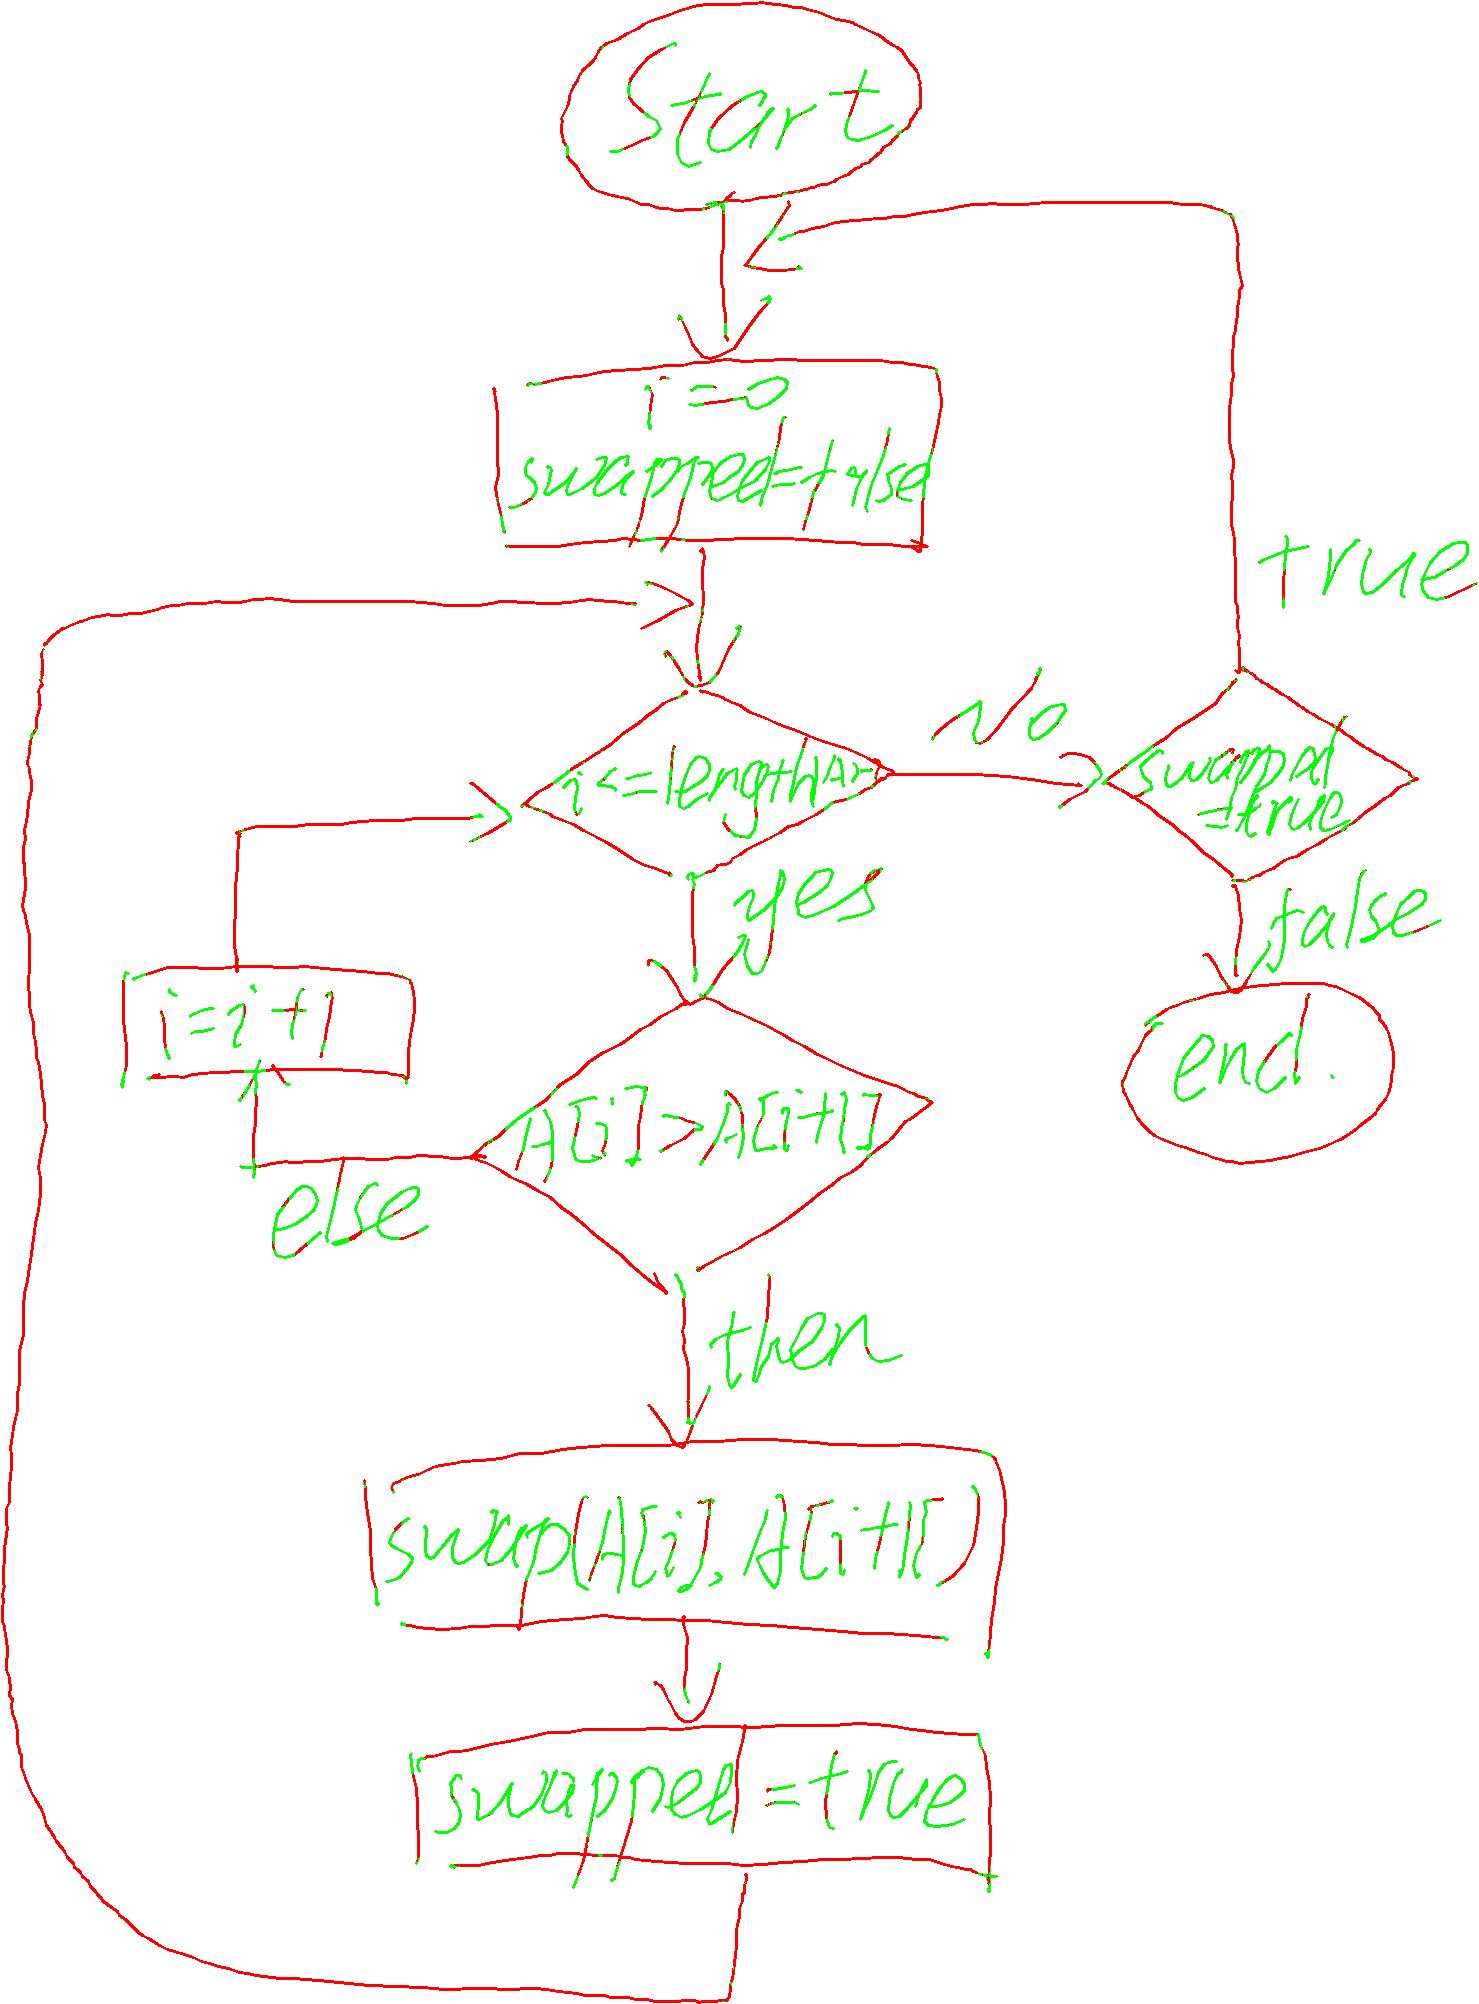 Start
i=0
swapped=false
true
No
i<=length(A)-1
swapped
=true
yes
false
i=i+1
end.
A[i]>A[i+1]
else
then
swap(A[i],A[i+1])
swapped=true